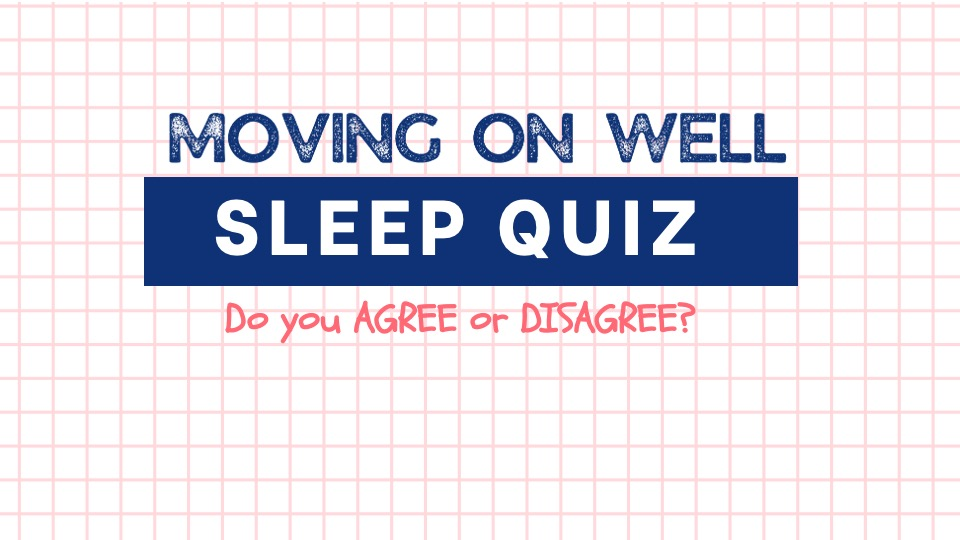 MOVING ON WELL
SLEEP QUIZ
Do you AGREE or DISAGREE?